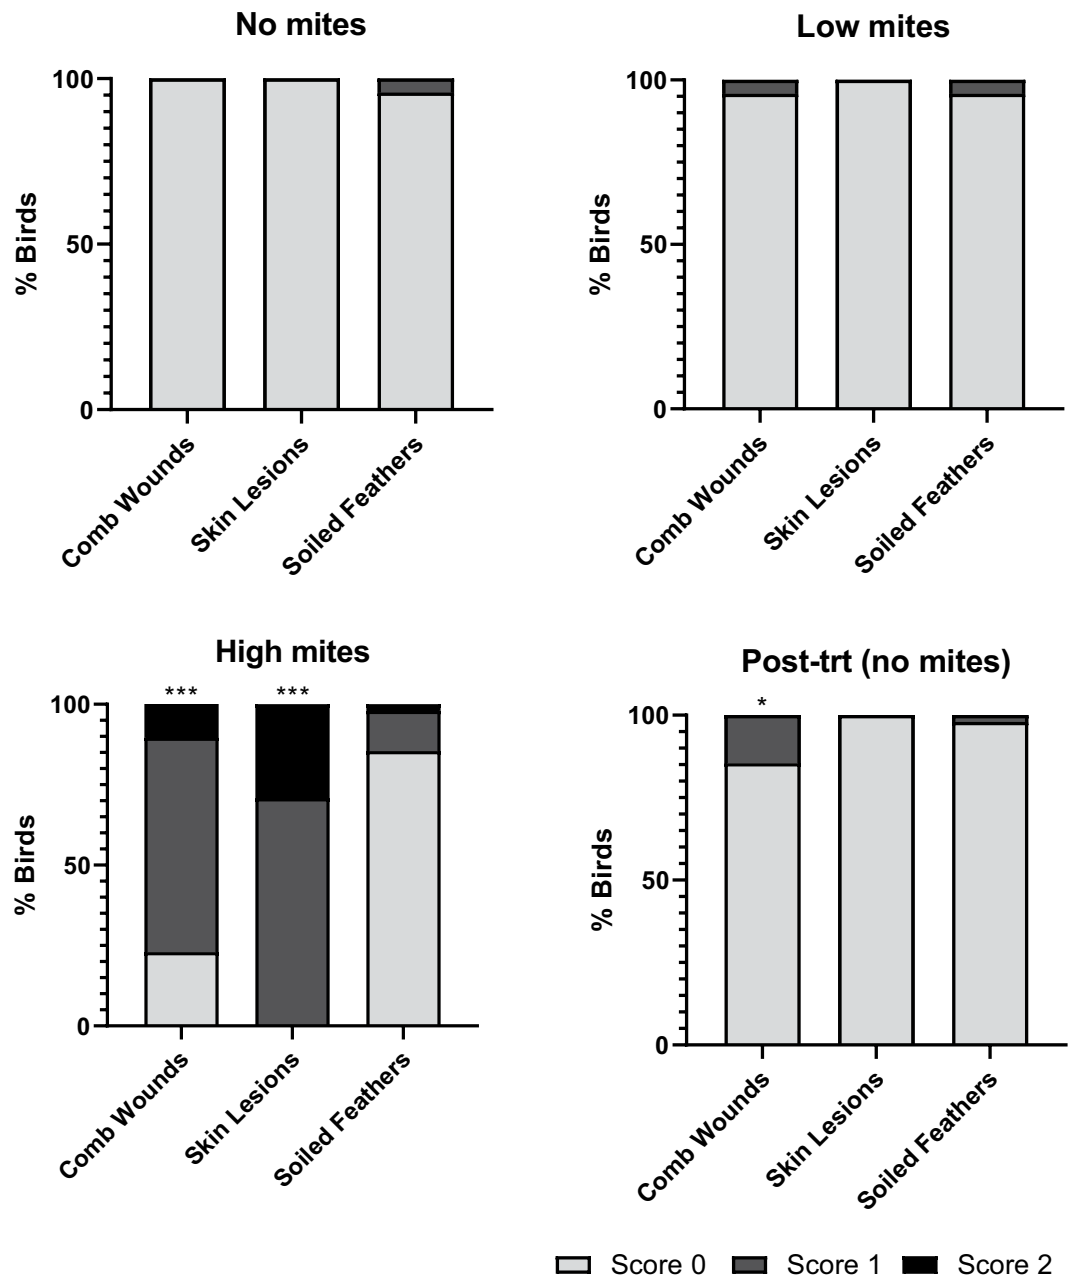 No mites
100
50
0
% Birds
Comb Wounds
Skin Lesions
Soiled Feathers
Low mites
100
50
0
% Birds
Comb Wounds
Skin Lesions
Soiled Feathers
High mites
*** ***
100
50
0
% Birds
Comb Wounds
Skin Lesions
Soiled Feathers
Post-trt (no mites)
*
100
50
0
% Birds
Comb Wounds
Skin Lesions
Soiled Feathers
Score 0 Score 1 Score 2